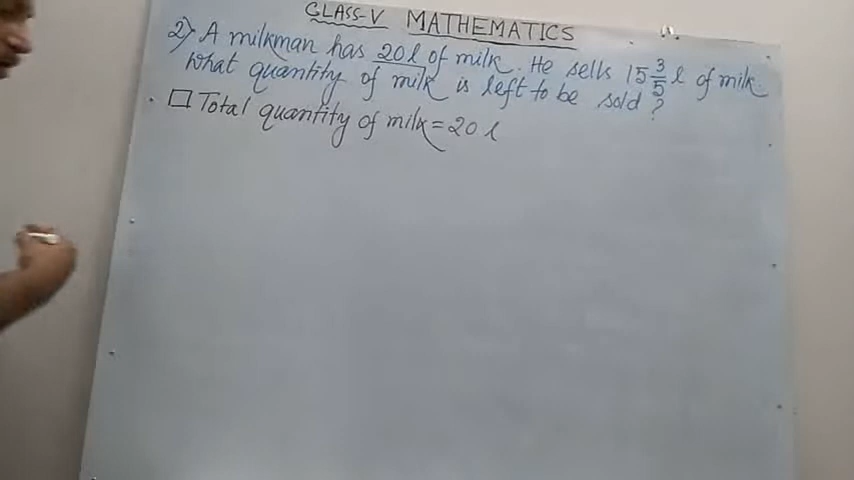 CLASS-V MATHEMATICS
2) A milkman has 20 l of milk. He sells 15 3/5 l of milk.
What quantity of milk is left to be sold?
Total quantity of milk = 20 l